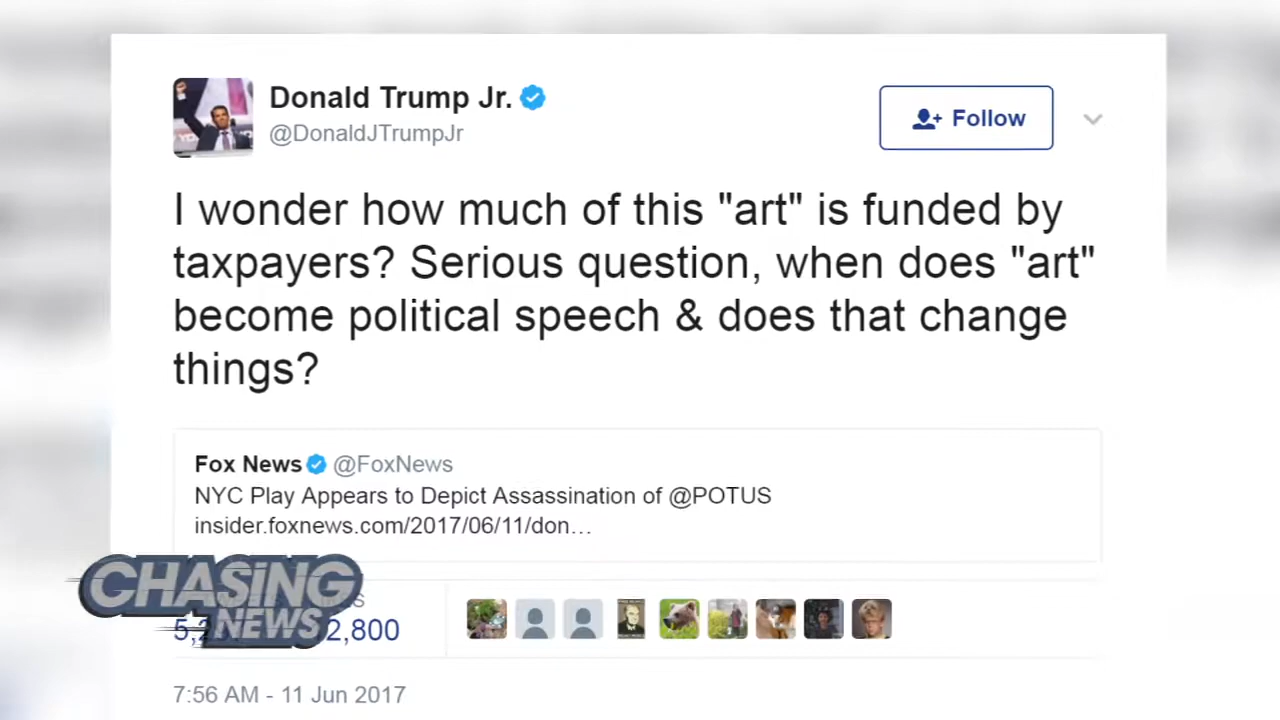 Donald Trump Jr.
@DonaldJTrumpJr
Follow
I wonder how much of this "art" is funded by
taxpayers? Serious question, when does "art"
become political speech & does that change
things?
Fox News @FoxNews
NYC Play Appears to Depict Assassination of @POTUS
insider.foxnews.com/2017/06/11/don…
CHASiNG
NEWS
2,800
7:56 AM - 11 Jun 2017